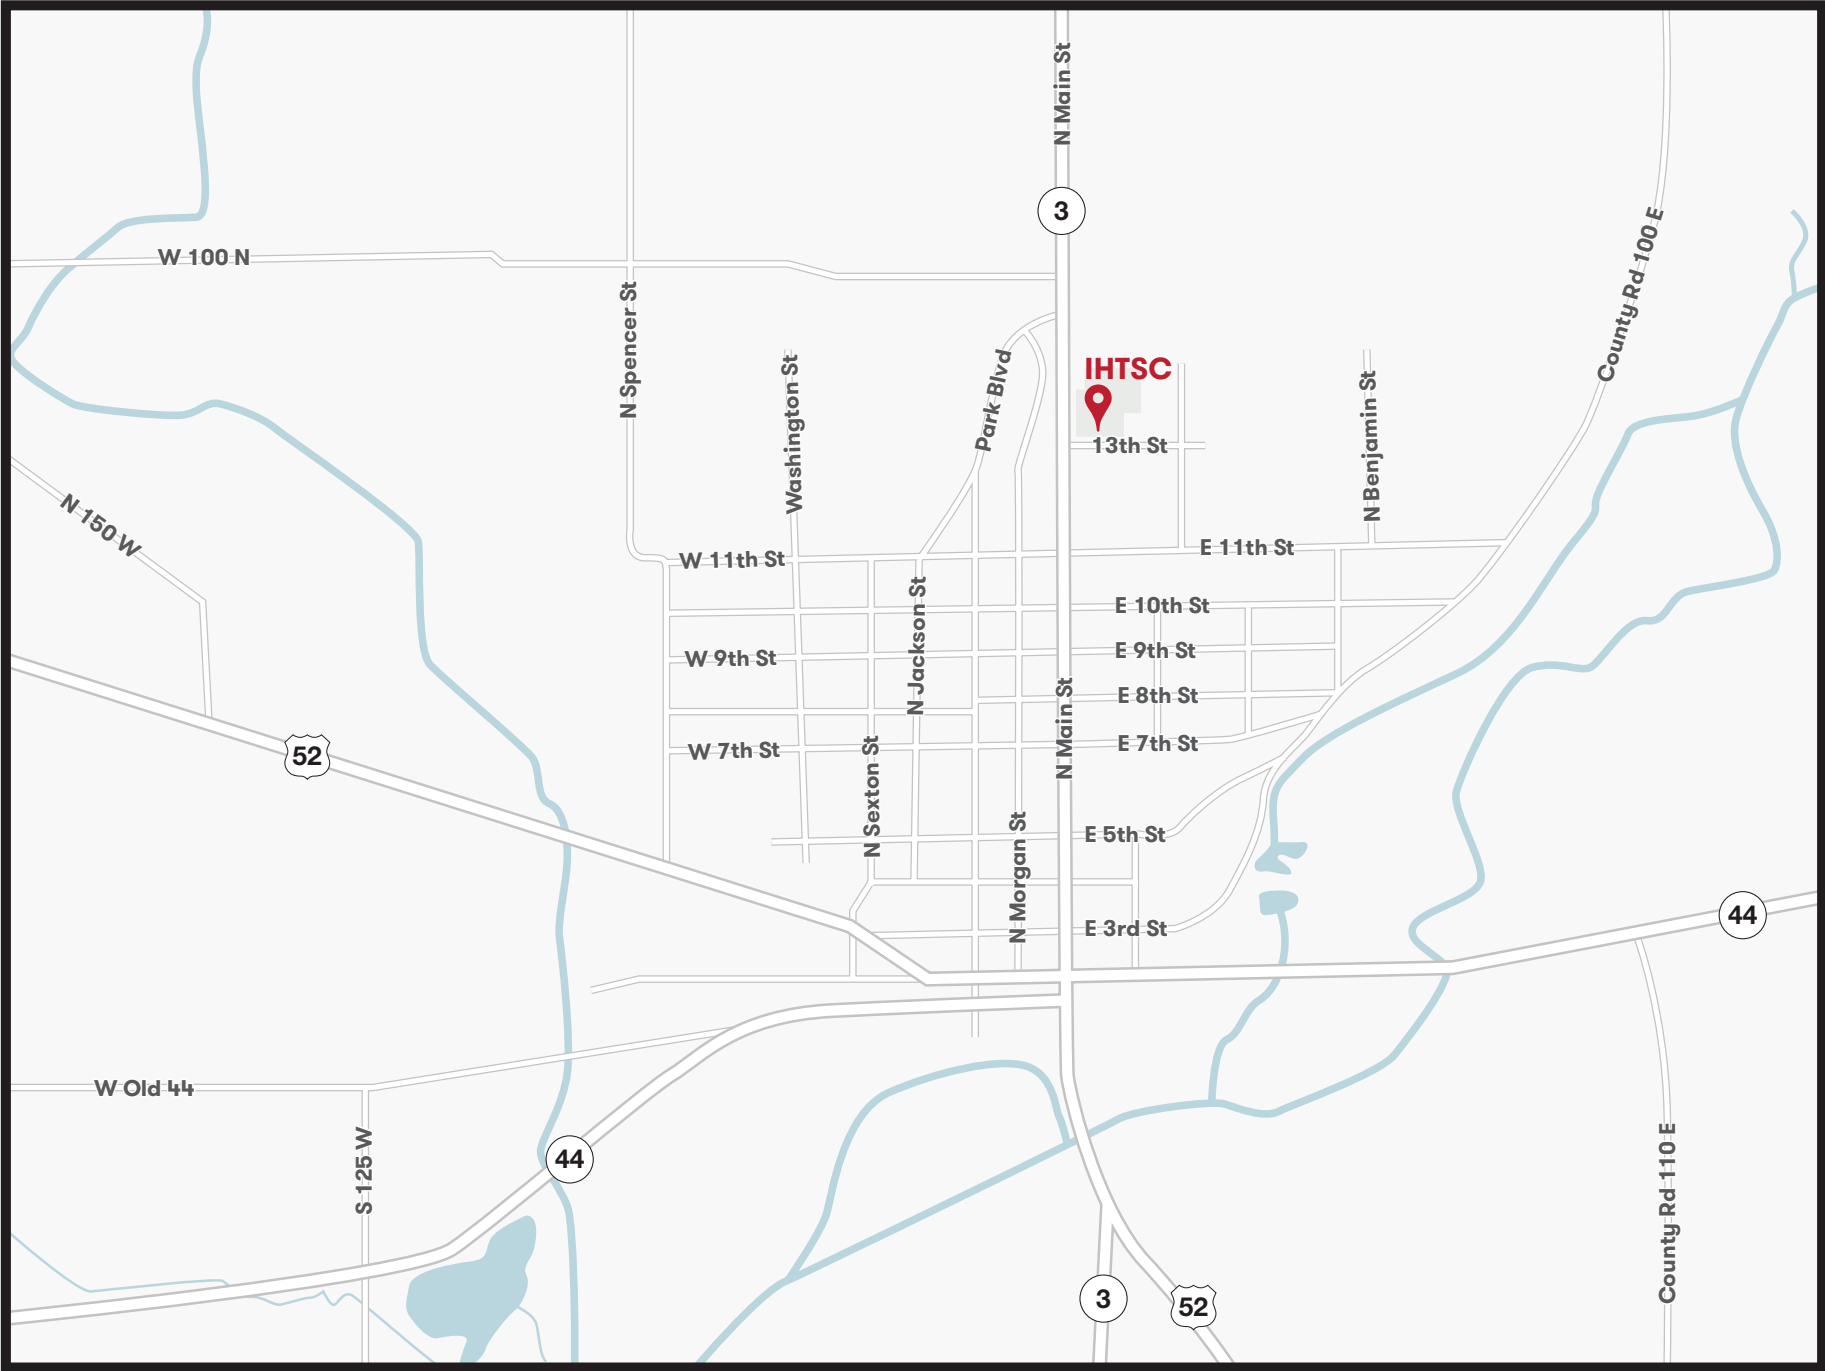 N Main St
3
W 100 N
County Rd 100 E
N Spencer St
Washington St
Park Blvd
IHTSC
13th St
N Benjamin St
N 150 W
W 11th St
E 11th St
N Jackson St
E 10th St
W 9th St
E 9th St
E 8th St
N Main St
52
W 7th St
E 7th St
N Sexton St
N Morgan St
E 5th St
E 3rd St
44
W Old 44
S 125 W
44
County Rd 110 E
3
52